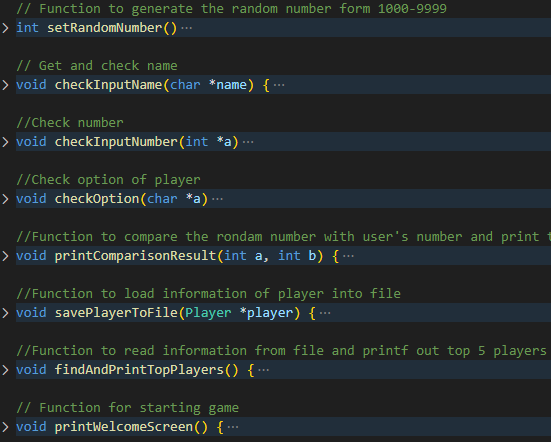 // Function to generate the random number form 1000-9999
int setRandomNumber()···
// Get and check name
void checkInputName(char *name) {···
//Check number
void checkInputNumber(int *a)···
//Check option of player
void checkOption(char *a)···
//Function to compare the rondam number with user's number and print
void printComparisonResult(int a, int b) {···
//Function to load information of player into file
void savePlayerToFile(Player *player) {···
//Function to read information from file and printf out top 5 players
void findAndPrintTopPlayers() {···
// Function for starting game
void printWelcomeScreen() {···